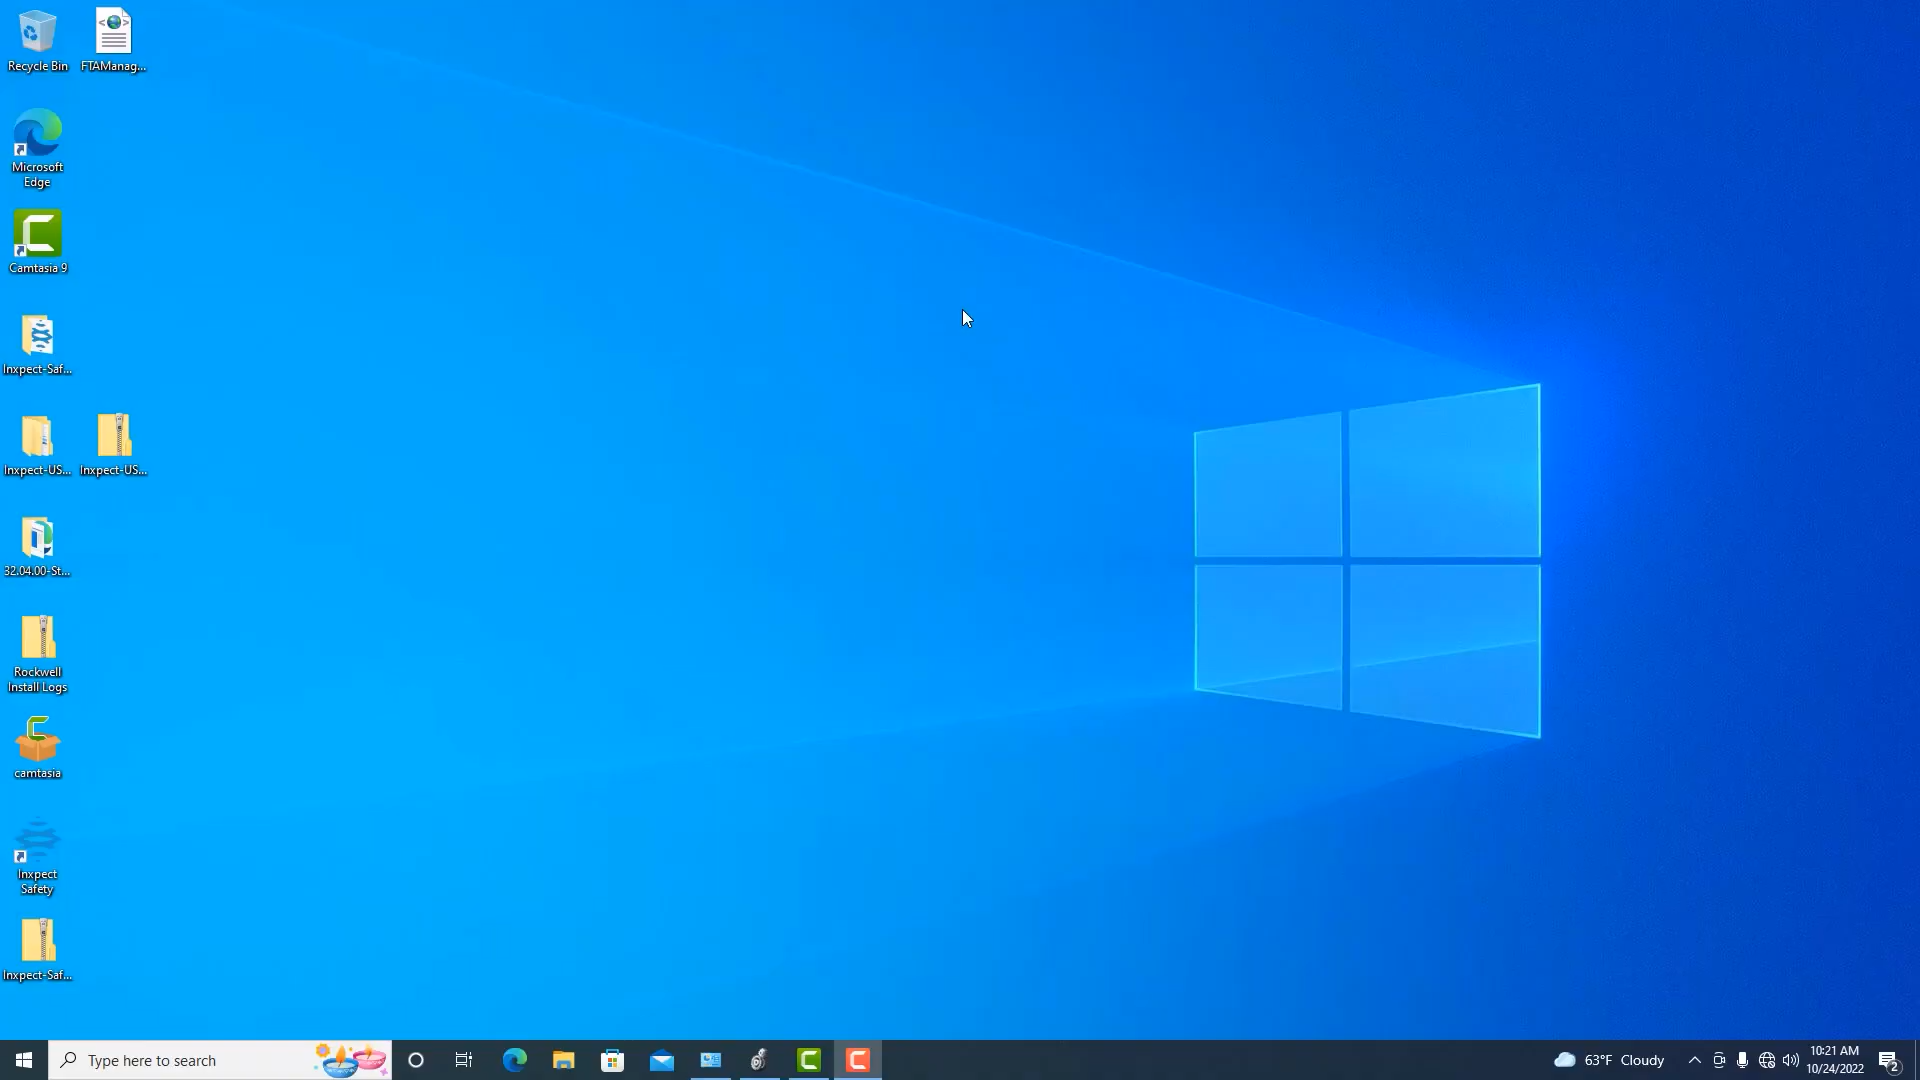 Recycle Bin
FTAManag...
Microsoft
Edge
Camtasia 9
Inxpect-Saf...
Inxpect-US...
Inxpect-US...
32.04.00-St...
Rockwell
Install Logs
camtasia
Inxpect
Safety
Inxpect-Saf...
Type here to search
63°F Cloudy
10:21 AM
10/24/2022
2